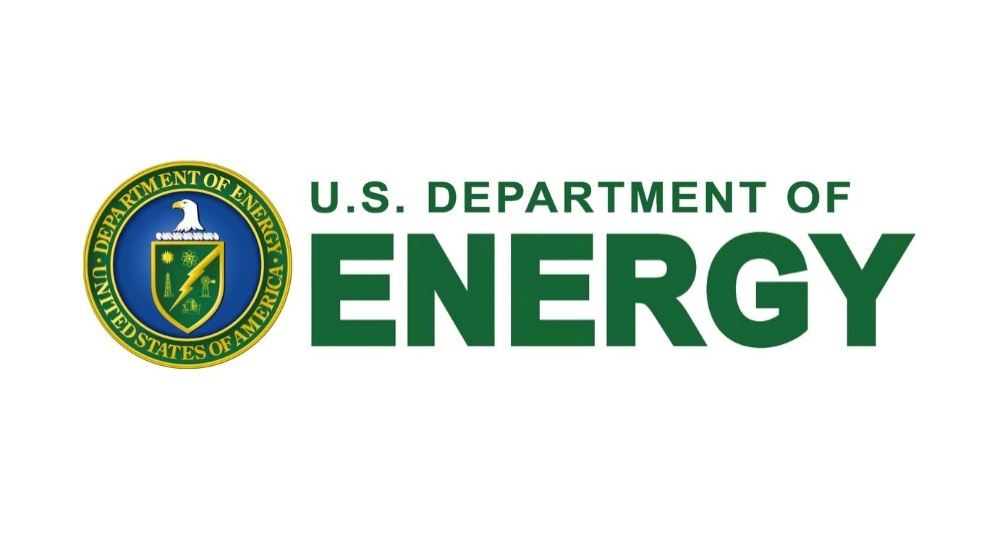 DEPARTMENT OF ENERGY
UNITED STATES OF AMERICA
U.S. DEPARTMENT OF
ENERGY